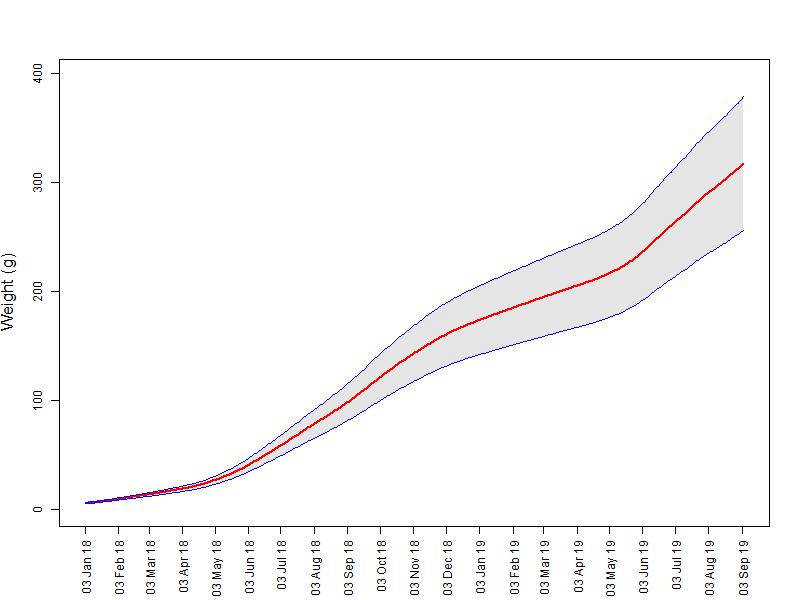 400
300
200
100
0
Weight (g)
03 Jan 18
03 Feb 18
03 Mar 18
03 Apr 18
03 May 18
03 Jun 18
03 Jul 18
03 Aug 18
03 Sep 18
03 Oct 18
03 Nov 18
03 Dec 18
03 Jan 19
03 Feb 19
03 Mar 19
03 Apr 19
03 May 19
03 Jun 19
03 Jul 19
03 Aug 19
03 Sep 19